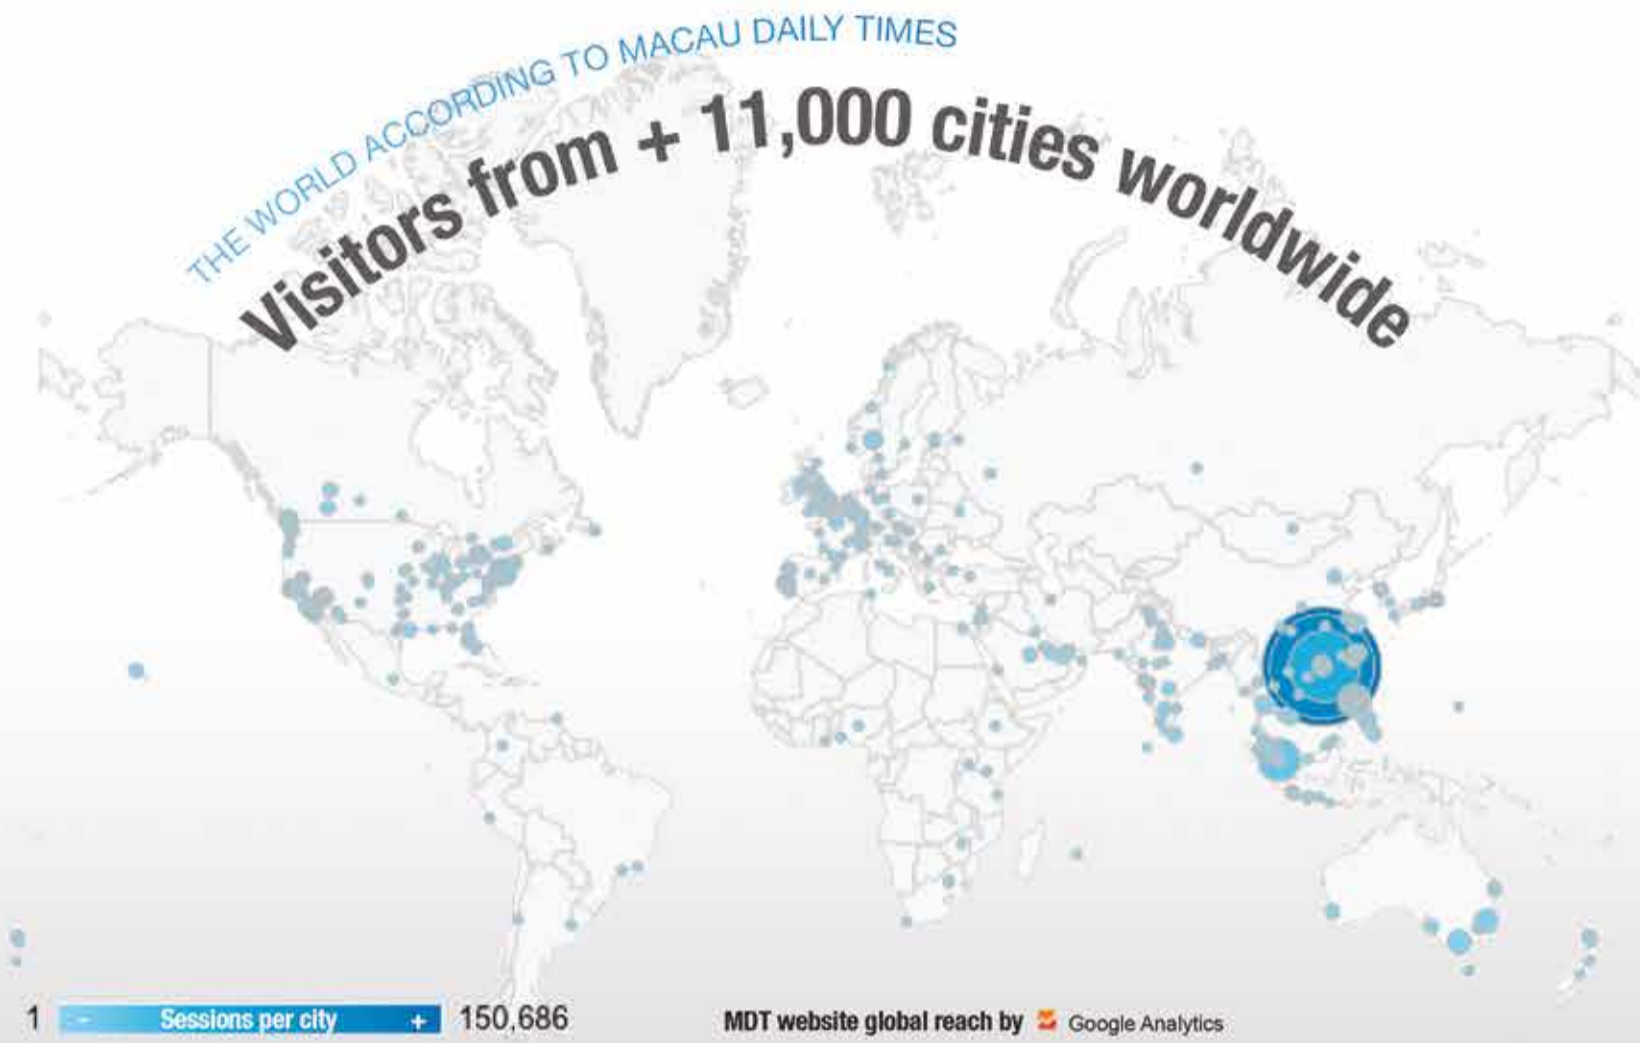 THE WORLD ACCORDING TO MACAU DAILY TIMES
Visitors from + 11,000 cities worldwide
1 - Sessions per city + 150,686
MDT website global reach by Google Analytics